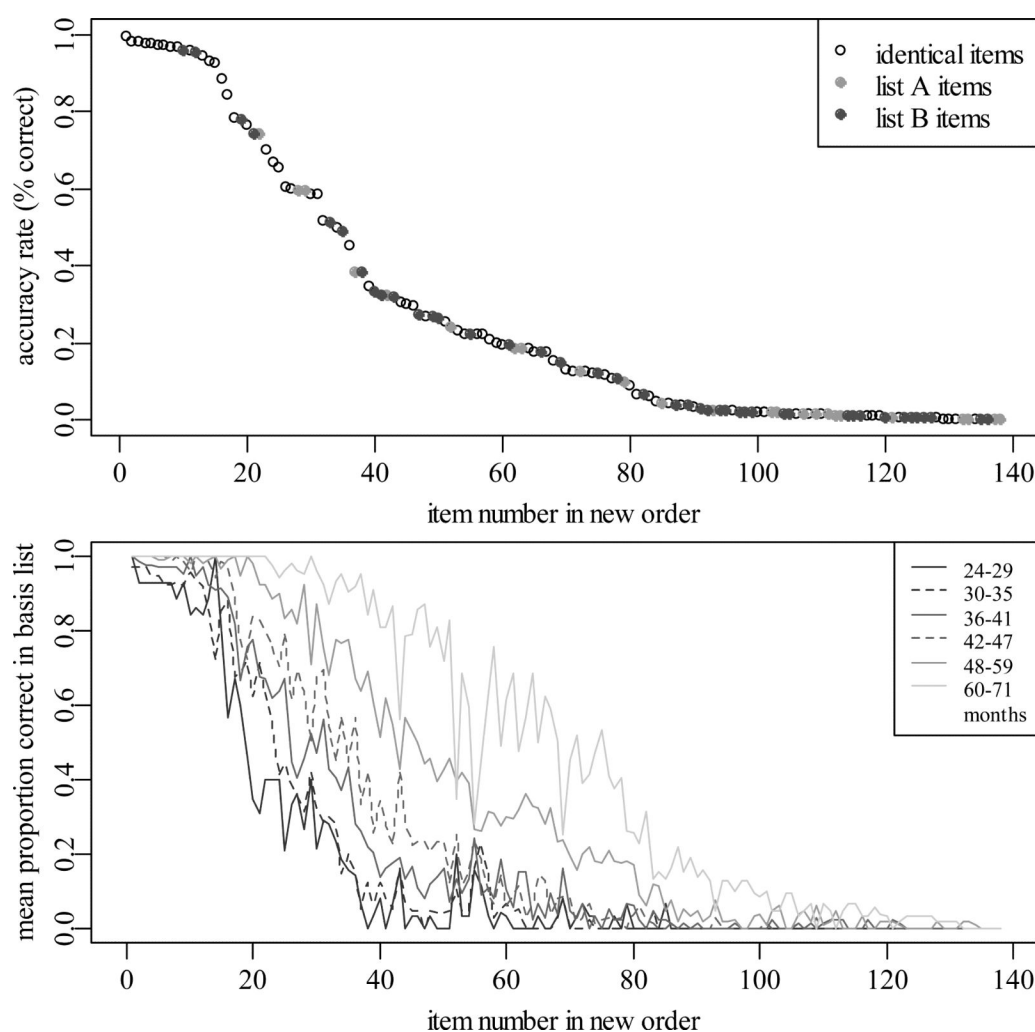 accuracy rate (% correct)
1.0
0.8
0.6
0.4
0.2
0.0
identical items
list A items
list B items
0 20 40 60 80 100 120 140
item number in new order
mean proportion correct in basis list
1.0
0.8
0.6
0.4
0.2
0.0
24-29
30-35
36-41
42-47
48-59
60-71
months
0 20 40 60 80 100 120 140
item number in new order